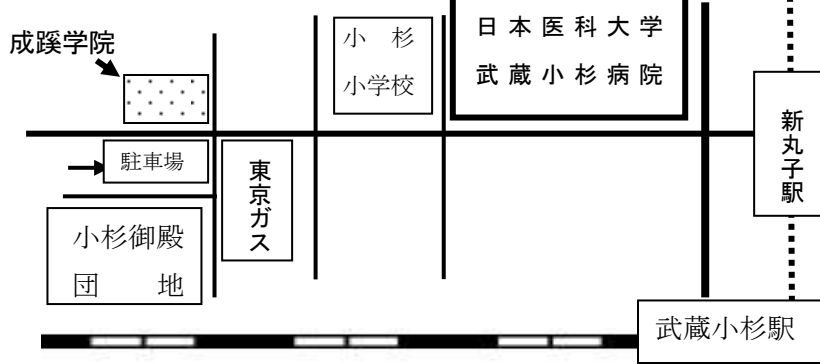 成蹊学院
小 杉
小学校
日本医科大学
武蔵小杉病院
新丸子駅
駐車場
東京ガス
小杉御殿
団 地
武蔵小杉駅